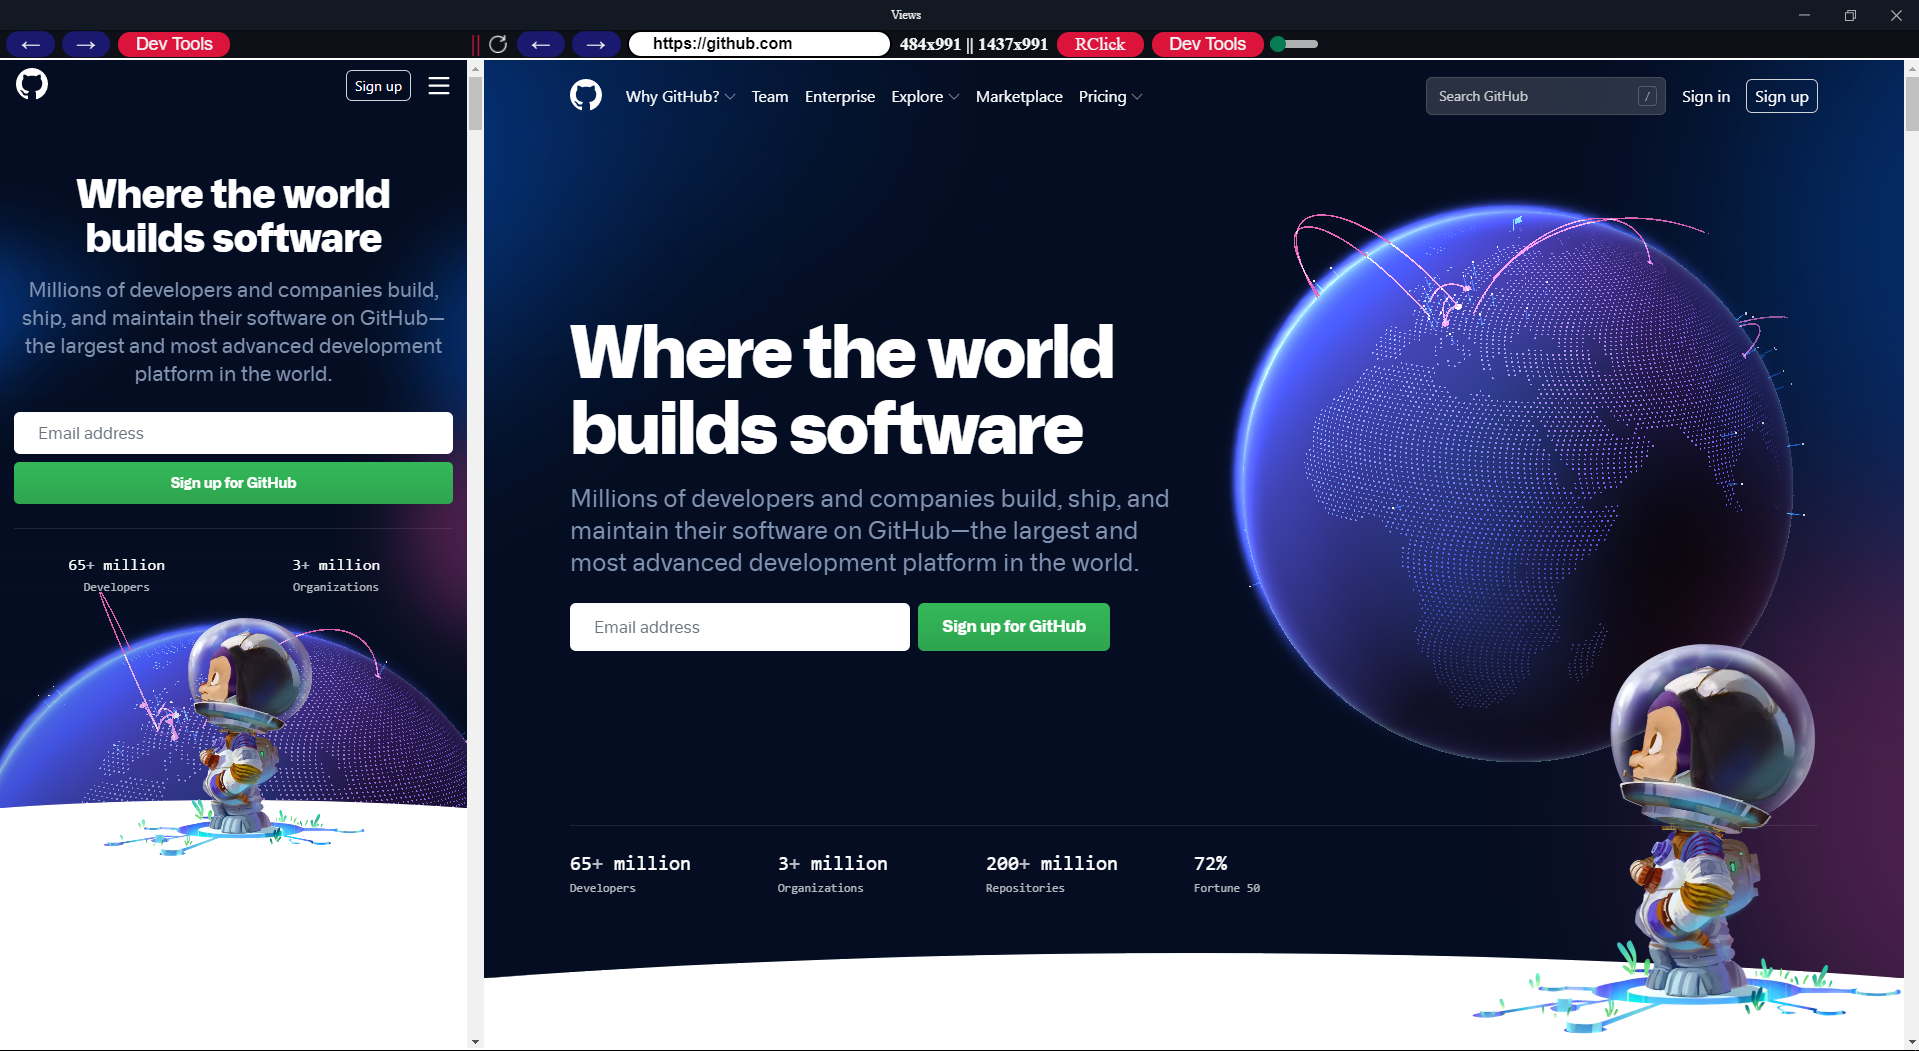 Views
Dev Tools
https://github.com
484x991 || 1437x991
RClick
Dev Tools
Sign up
Where the world
builds software
Millions of developers and companies build,
ship, and maintain their software on GitHub—
the largest and most advanced development
platform in the world.
Email address
Sign up for GitHub
65+ million
Developers
3+ million
Organizations
Why GitHub?
Team
Enterprise
Explore
Marketplace
Pricing
Search GitHub
/
Sign in
Sign up
Where the world
builds software
Millions of developers and companies build, ship, and
maintain their software on GitHub—the largest and
most advanced development platform in the world.
Email address
Sign up for GitHub
65+ million
Developers
3+ million
Organizations
200+ million
Repositories
72%
Fortune 50